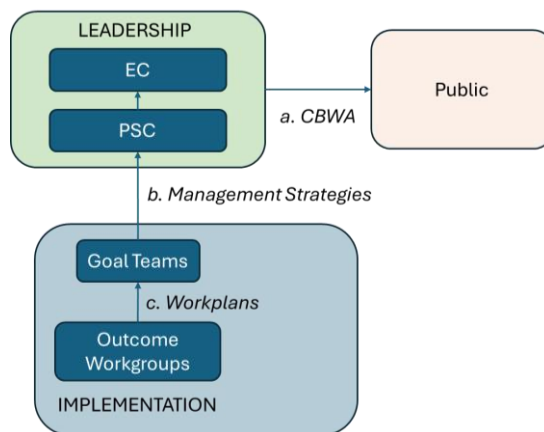 LEADERSHIP
EC
PSC
a. CBWA
Public
b. Management Strategies
Goal Teams
c. Workplans
Outcome
Workgroups
IMPLEMENTATION